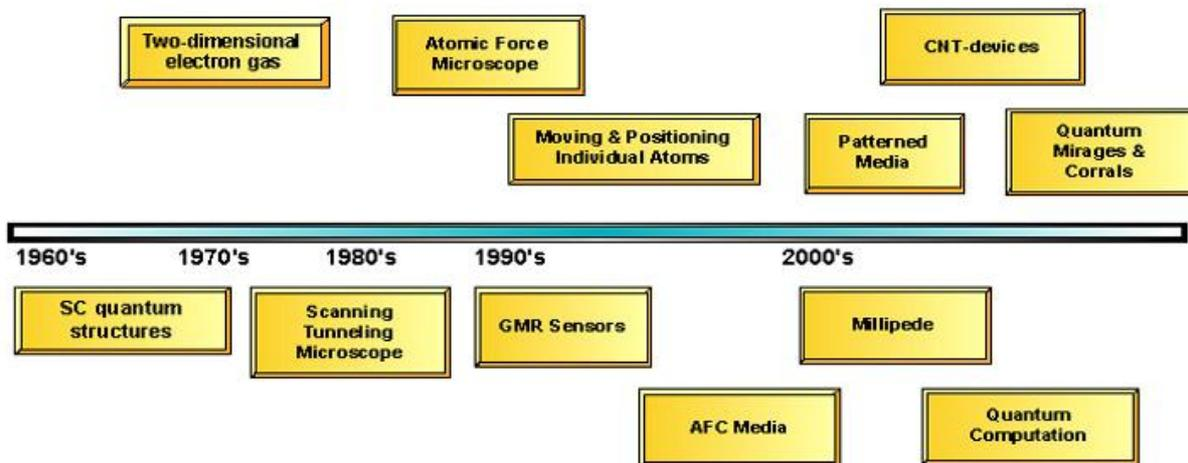 Two-dimensional
electron gas
Atomic Force
Microscope
CNT-devices
Moving & Positioning
Individual Atoms
Patterned
Media
Quantum
Mirages &
Corrals
1960's
1970's
1980's
1990's
2000's
SC quantum
structures
Scanning
Tunneling
Microscope
GMR Sensors
Millipede
AFC Media
Quantum
Computation